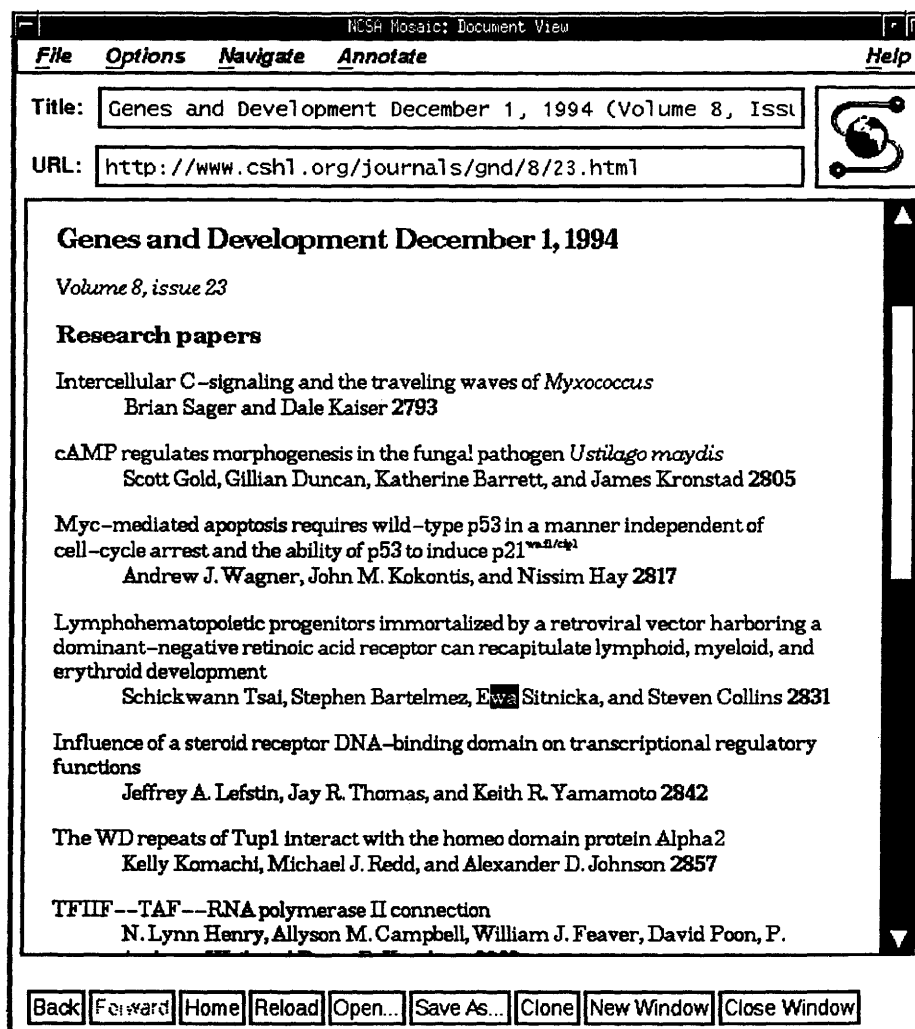 NCSA Mosaic: Document View
File Options Navigate Annotate Help
Title: Genes and Development December 1, 1994 (Volume 8, Issu
URL: http://www.cshl.org/journals/gnd/8/23.html
Genes and Development December 1, 1994
Volume 8, issue 23
Research papers
Intercellular C-signaling and the traveling waves of Myxococcus
Brian Sager and Dale Kaiser 2793
cAMP regulates morphogenesis in the fungal pathogen Ustilago maydis
Scott Gold, Gillian Duncan, Katherine Barrett, and James Kronstad 2805
Myc-mediated apoptosis requires wild-type p53 in a manner independent of
cell-cycle arrest and the ability of p53 to induce p21waf1/cip1
Andrew J. Wagner, John M. Kokontis, and Nissim Hay 2817
Lymphohematopoietic progenitors immortalized by a retroviral vector harboring a
dominant-negative retinoic acid receptor can recapitulate lymphoid, myeloid, and
erythroid development
Schickwann Tsai, Stephen Bartelmez, Ewa Sitnicka, and Steven Collins 2831
Influence of a steroid receptor DNA-binding domain on transcriptional regulatory
functions
Jeffrey A. Lefstin, Jay R. Thomas, and Keith R. Yamamoto 2842
The WD repeats of Tup1 interact with the homeo domain protein Alpha2
Kelly Komachi, Michael J. Redd, and Alexander D. Johnson 2857
TFIIF--TAF--RNA polymerase II connection
N. Lynn Henry, Allyson M. Campbell, William J. Feaver, David Poon, P.
Back Forward Home Reload Open... Save As... Clone New Window Close Window